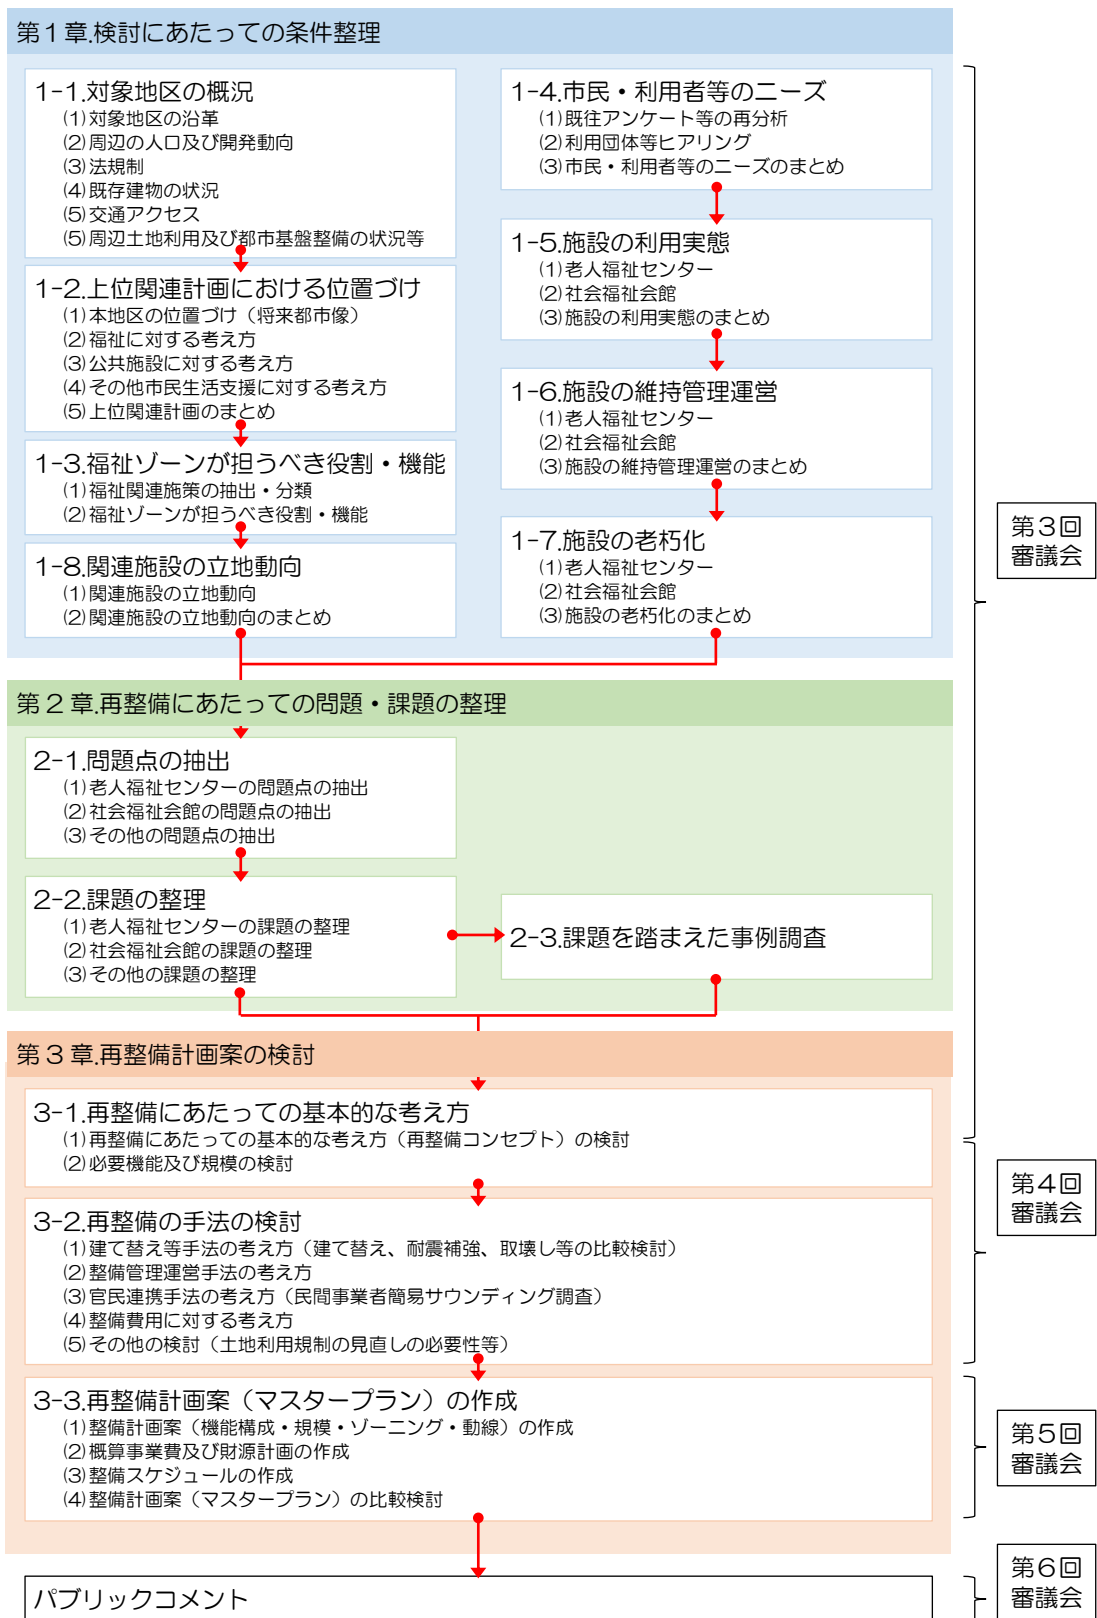 第1章.検討にあたっての条件整理
1-1.対象地区の概況
(1)対象地区の沿革
(2)周辺の人口及び開発動向
(3)法規制
(4)既存建物の状況
(5)交通アクセス
(5)周辺土地利用及び都市基盤整備の状況等
1-2.上位関連計画における位置づけ
(1)本地区の位置づけ（将来都市像）
(2)福祉に対する考え方
(3)公共施設に対する考え方
(4)その他市民生活支援に対する考え方
(5)上位関連計画のまとめ
1-3.福祉ゾーンが担うべき役割・機能
(1)福祉関連施策の抽出・分類
(2)福祉ゾーンが担うべき役割・機能
1-8.関連施設の立地動向
(1)関連施設の立地動向
(2)関連施設の立地動向のまとめ
1-4.市民・利用者等のニーズ
(1)既往アンケート等の再分析
(2)利用団体等ヒアリング
(3)市民・利用者等のニーズのまとめ
1-5.施設の利用実態
(1)老人福祉センター
(2)社会福祉会館
(3)施設の利用実態のまとめ
1-6.施設の維持管理運営
(1)老人福祉センター
(2)社会福祉会館
(3)施設の維持管理運営のまとめ
1-7.施設の老朽化
(1)老人福祉センター
(2)社会福祉会館
(3)施設の老朽化のまとめ
第3回
審議会
第2章.再整備にあたっての問題・課題の整理
2-1.問題点の抽出
(1)老人福祉センターの問題点の抽出
(2)社会福祉会館の問題点の抽出
(3)その他の問題点の抽出
2-2.課題の整理
(1)老人福祉センターの課題の整理
(2)社会福祉会館の課題の整理
(3)その他の課題の整理
2-3.課題を踏まえた事例調査
第3章.再整備計画案の検討
3-1.再整備にあたっての基本的な考え方
(1)再整備にあたっての基本的な考え方（再整備コンセプト）の検討
(2)必要機能及び規模の検討
3-2.再整備の手法の検討
(1)建て替え等手法の考え方（建て替え、耐震補強、取壊し等の比較検討）
(2)整備管理運営手法の考え方
(3)官民連携手法の考え方（民間事業者簡易サウンディング調査）
(4)整備費用に対する考え方
(5)その他の検討（土地利用規制の見直しの必要性等）
第4回
審議会
3-3.再整備計画案（マスタープラン）の作成
(1)整備計画案（機能構成・規模・ゾーニング・動線）の作成
(2)概算事業費及び財源計画の作成
(3)整備スケジュールの作成
(4)整備計画案（マスタープラン）の比較検討
第5回
審議会
パブリックコメント
第6回
審議会